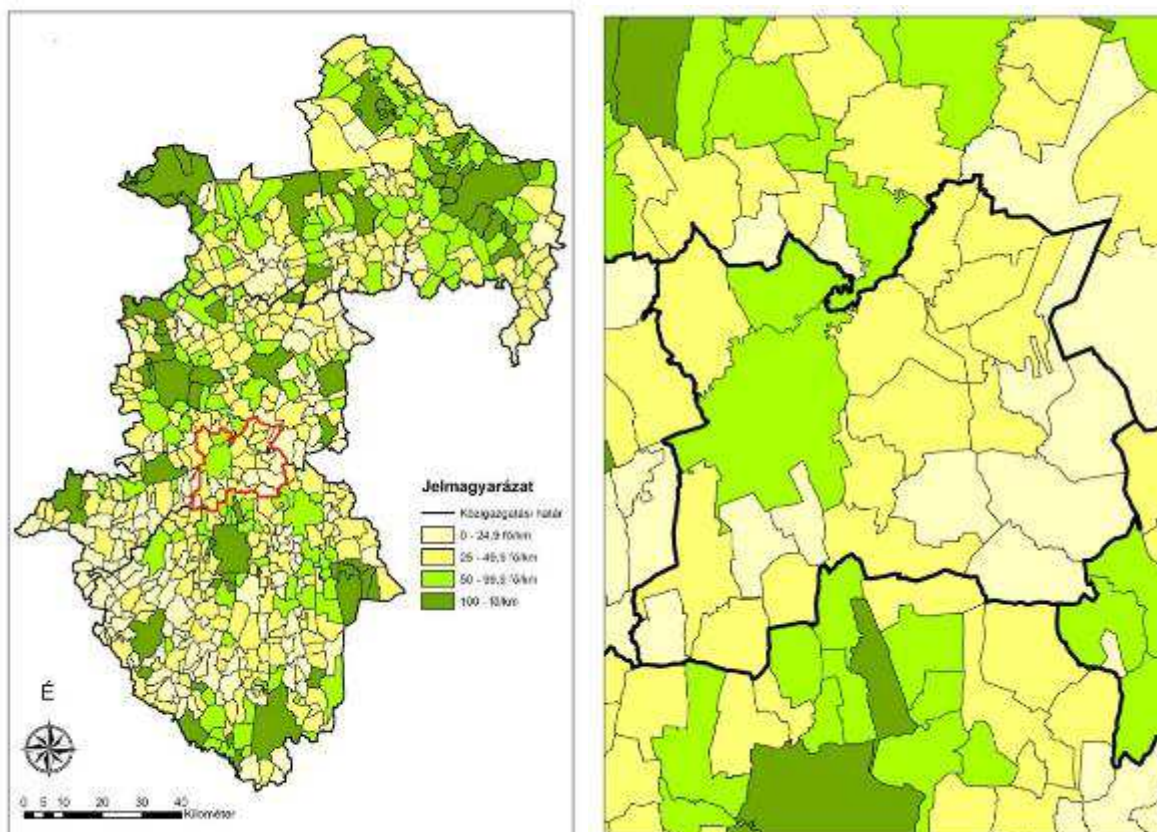 Jelmagyarázat
Közigazgatási határ
0 - 24,9 fő/km
25 - 49,9 fő/km
50 - 99,9 fő/km
100 - fő/km
É
0 5 10 20 30 40
Kilométer